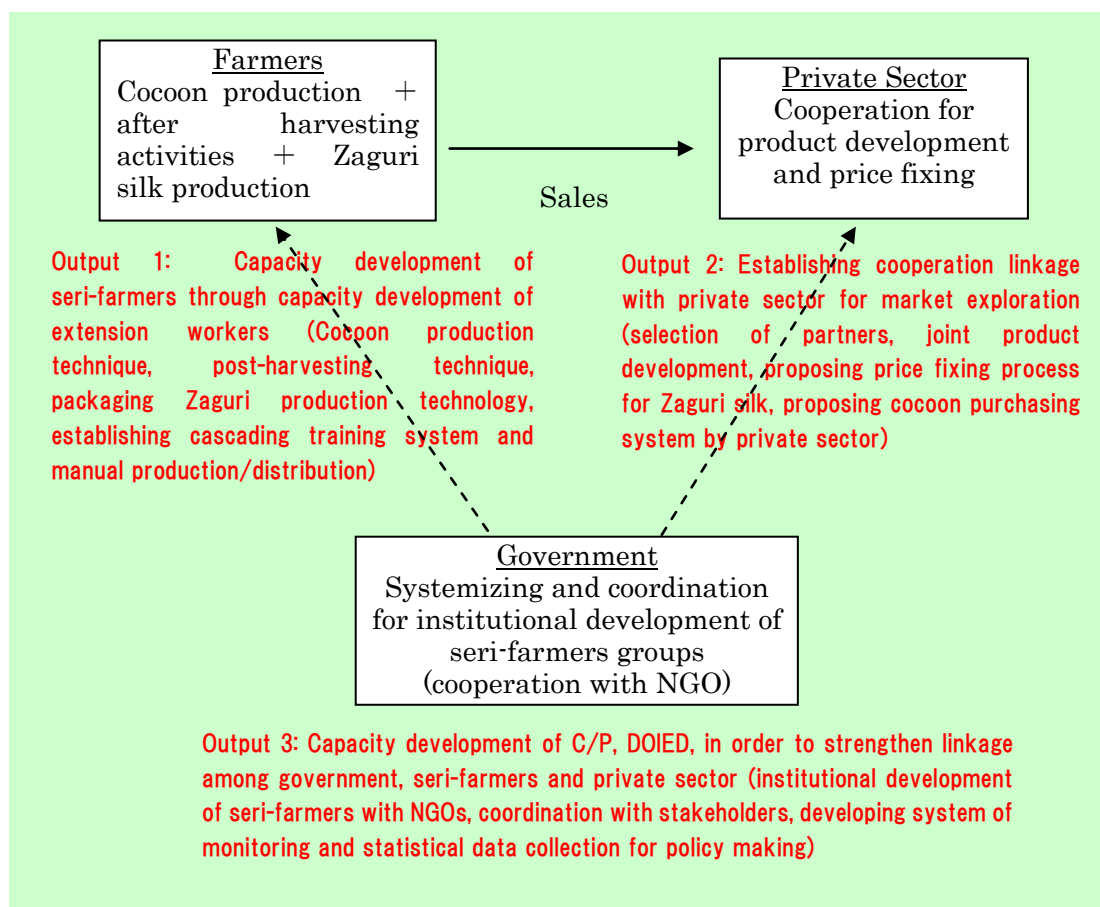 Farmers
Cocoon production +
after harvesting
activities + Zaguri
silk production
Private Sector
Cooperation for
product development
and price fixing
Sales
Output 1: Capacity development of
seri-farmers through capacity development of
extension workers (Cocoon production
technique, post-harvesting technique,
packaging Zaguri production technology,
establishing cascading training system and
manual production/distribution)
Output 2: Establishing cooperation linkage
with private sector for market exploration
(selection of partners, joint product
development, proposing price fixing process
for Zaguri silk, proposing cocoon purchasing
system by private sector)
Government
Systemizing and coordination
for institutional development of
seri-farmers groups
(cooperation with NGO)
Output 3: Capacity development of C/P, DOIED, in order to strengthen linkage
among government, seri-farmers and private sector (institutional development
of seri-farmers with NGOs, coordination with stakeholders, developing system of
monitoring and statistical data collection for policy making)